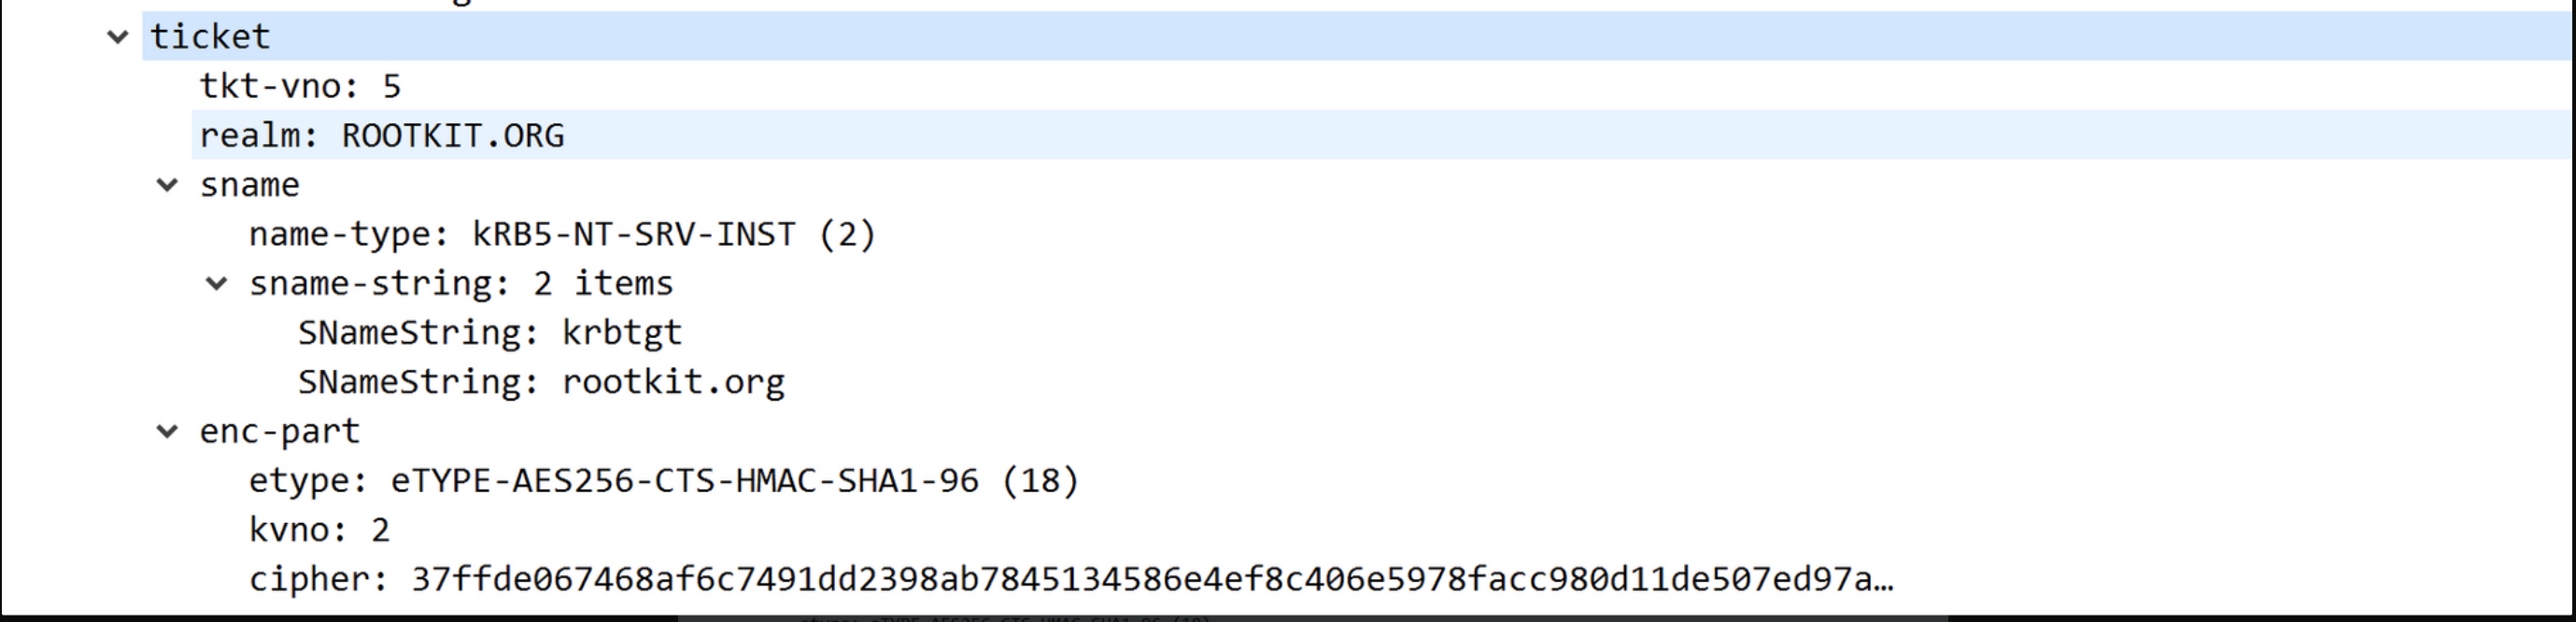 ticket
tkt-vno: 5
realm: ROOTKIT.ORG
sname
name-type: kRB5-NT-SRV-INST (2)
sname-string: 2 items
SNameString: krbtgt
SNameString: rootkit.org
enc-part
etype: eTYPE-AES256-CTS-HMAC-SHA1-96 (18)
kvno: 2
cipher: 37ffde067468af6c7491dd2398ab7845134586e4ef8c406e5978facc980d11de507ed97a…